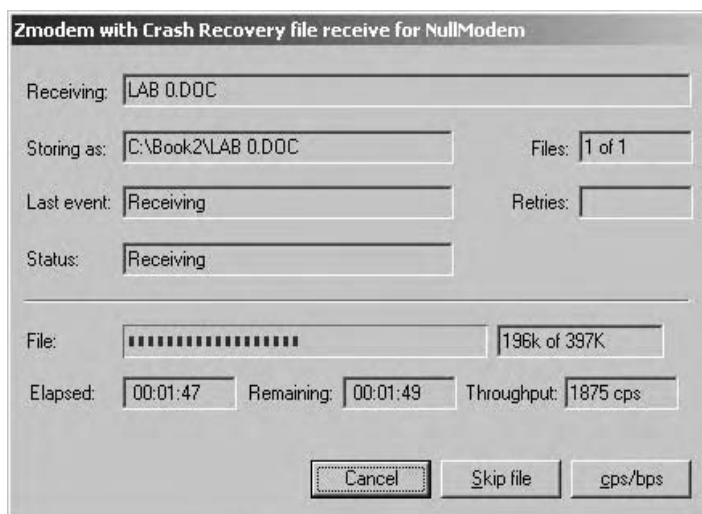 Zmodem with Crash Recovery file receive for NullModem
Receiving: LAB 0.DOC
Storing as: C:\Book2\LAB 0.DOC Files: 1 of 1
Last event: Receiving Retries:
Status: Receiving
File: 196k of 397K
Elapsed: 00:01:47 Remaining: 00:01:49 Throughput: 1875 cps
Cancel Skip file cps/bps